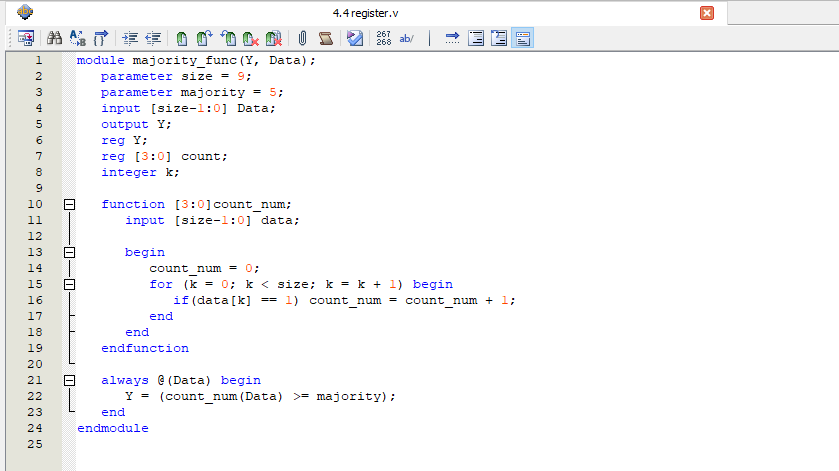 4.4 register.v
267
268 ab/
1 module majority_func(Y, Data);
2 parameter size = 9;
3 parameter majority = 5;
4 input [size-1:0] Data;
5 output Y;
6 reg Y;
7 reg [3:0] count;
8 integer k;
9
10 function [3:0]count_num;
11 input [size-1:0] data;
12
13 begin
14 count_num = 0;
15 for (k = 0; k < size; k = k + 1) begin
16 if(data[k] == 1) count_num = count_num + 1;
17 end
18 end
19 endfunction
20
21 always @(Data) begin
22 Y = (count_num(Data) >= majority);
23 end
24 endmodule
25